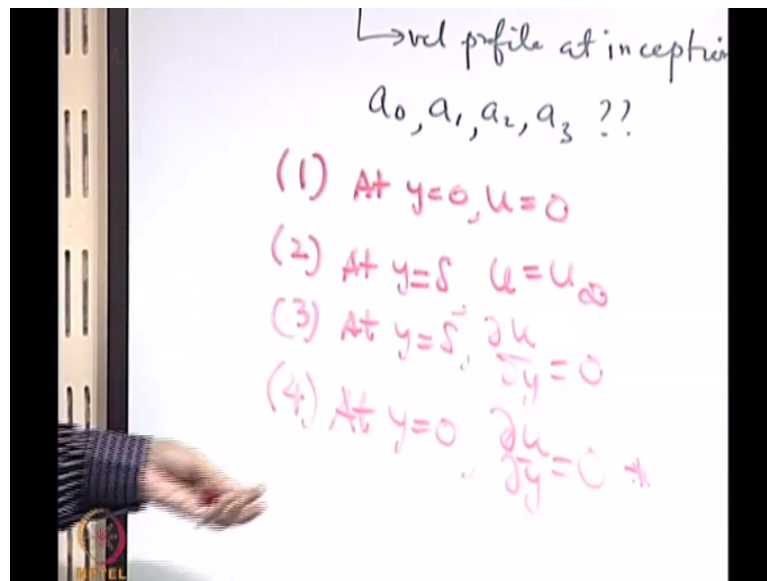 ↳ vel profile at inception
a₀, a₁, a₂, a₃ ??
(1) At y=0, u=0
(2) At y=δ u=u∞
(3) At y=δ, ∂u/∂y=0
(4) At y=0, ∂u/∂y=0 *
NPTEL